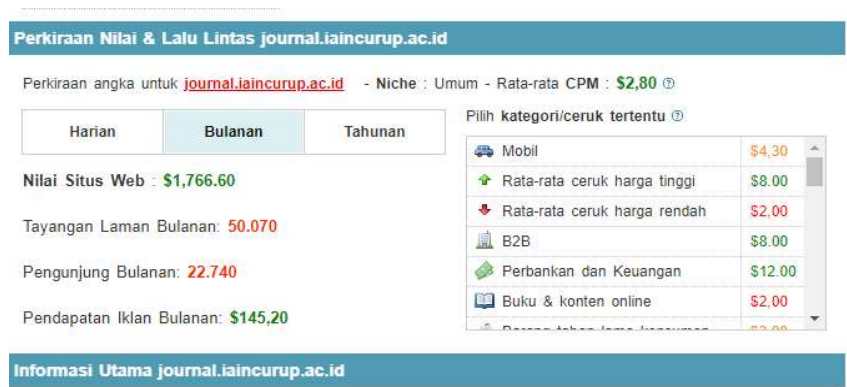 Perkiraan Nilai & Lalu Lintas journal.iaincurup.ac.id
Perkiraan angka untuk journal.iaincurup.ac.id - Niche : Umum - Rata-rata CPM : $2,80
Harian Bulanan Tahunan
Nilai Situs Web : $1,766.60
Tayangan Laman Bulanan: 50.070
Pengunjung Bulanan: 22.740
Pendapatan Iklan Bulanan: $145,20
Pilih kategori/ceruk tertentu
Mobil $4,30
Rata-rata ceruk harga tinggi $8.00
Rata-rata ceruk harga rendah $2,00
B2B $8.00
Perbankan dan Keuangan $12.00
Buku & konten online $2,00
Informasi Utama journal.iaincurup.ac.id